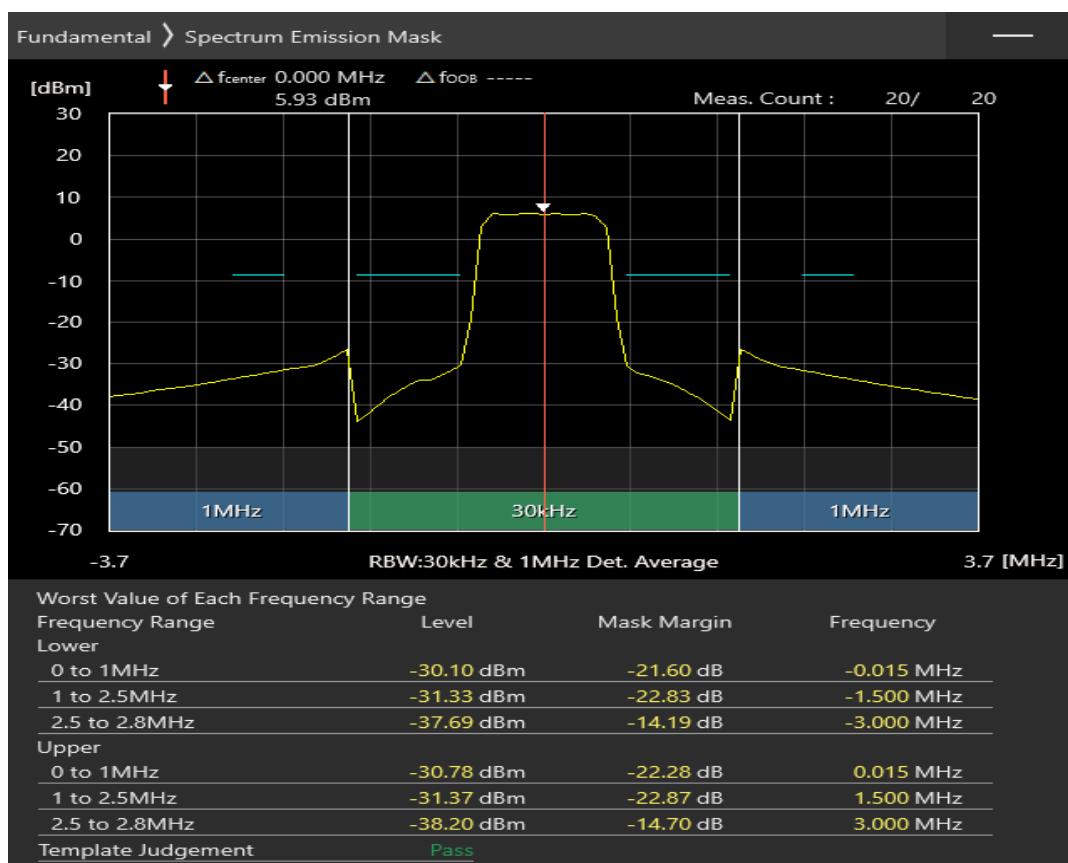 Fundamental 〉 Spectrum Emission Mask
[dBm] △ fcenter 0.000 MHz △ fOOB -----
5.93 dBm Meas. Count : 20/ 20
30
20
10
0
-10
-20
-30
-40
-50
-60
1MHz 30kHz 1MHz
-70
-3.7 RBW:30kHz & 1MHz Det. Average 3.7 [MHz]
Worst Value of Each Frequency Range
Frequency Range Level Mask Margin Frequency
Lower
0 to 1MHz -30.10 dBm -21.60 dB -0.015 MHz
1 to 2.5MHz -31.33 dBm -22.83 dB -1.500 MHz
2.5 to 2.8MHz -37.69 dBm -14.19 dB -3.000 MHz
Upper
0 to 1MHz -30.78 dBm -22.28 dB 0.015 MHz
1 to 2.5MHz -31.37 dBm -22.87 dB 1.500 MHz
2.5 to 2.8MHz -38.20 dBm -14.70 dB 3.000 MHz
Template Judgement Pass